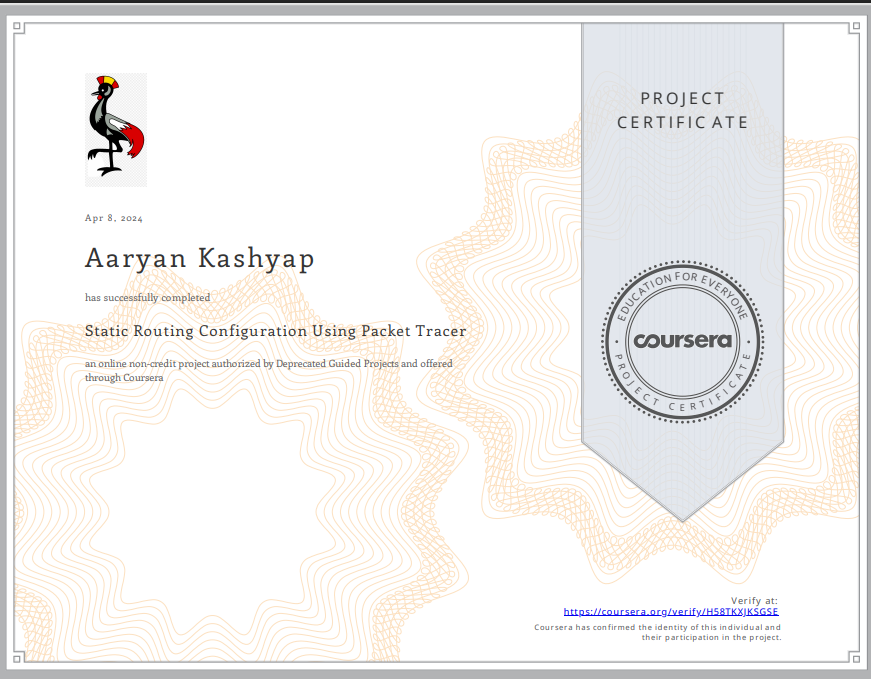 PROJECT
CERTIFICATE
Apr 8, 2024
Aaryan Kashyap
has successfully completed
Static Routing Configuration Using Packet Tracer
an online non-credit project authorized by Deprecated Guided Projects and offered
through Coursera
EDUCATION FOR EVERYONE
coursera
PROJECT CERTIFICATE
Verify at:
https://coursera.org/verify/H58TKXJKSGSE
Coursera has confirmed the identity of this individual and
their participation in the project.